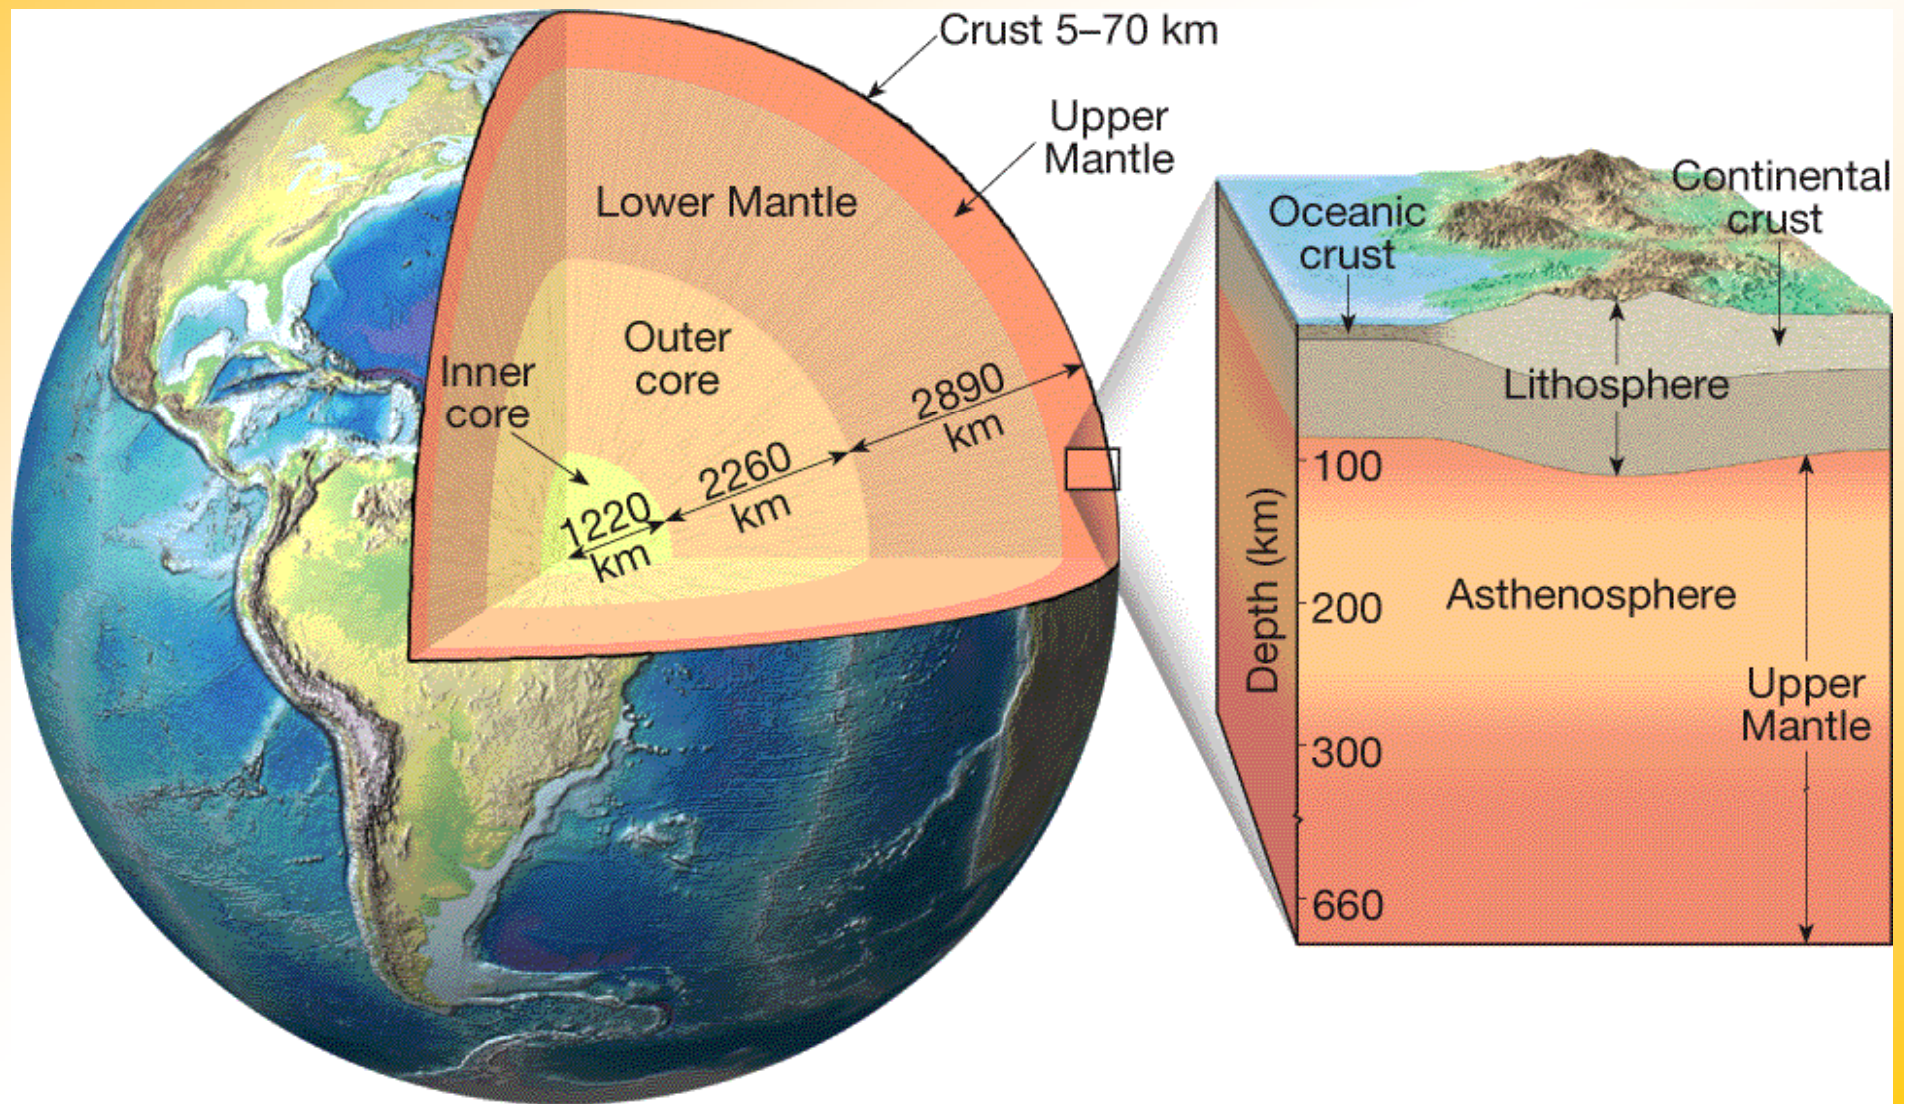 Crust 5–70 km
Upper
Mantle
Lower Mantle
Outer
core
Inner
core
2890
km
2260
km
1220
km
Continental
crust
Oceanic
crust
Lithosphere
100
Asthenosphere
200
Depth (km)
Upper
Mantle
300
660